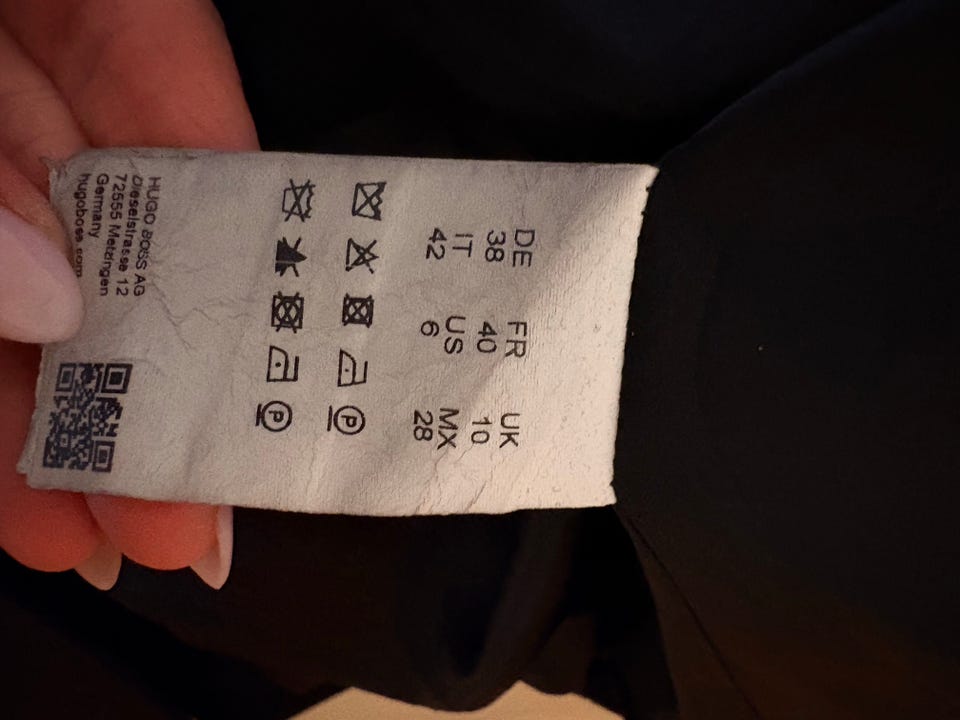 DE FR UK
38 40 10
IT US MX
42 6 28
P
P
HUGO BOSS AG
Dieselstrasse 12
72555 Metzingen
Germany
hugoboss.com